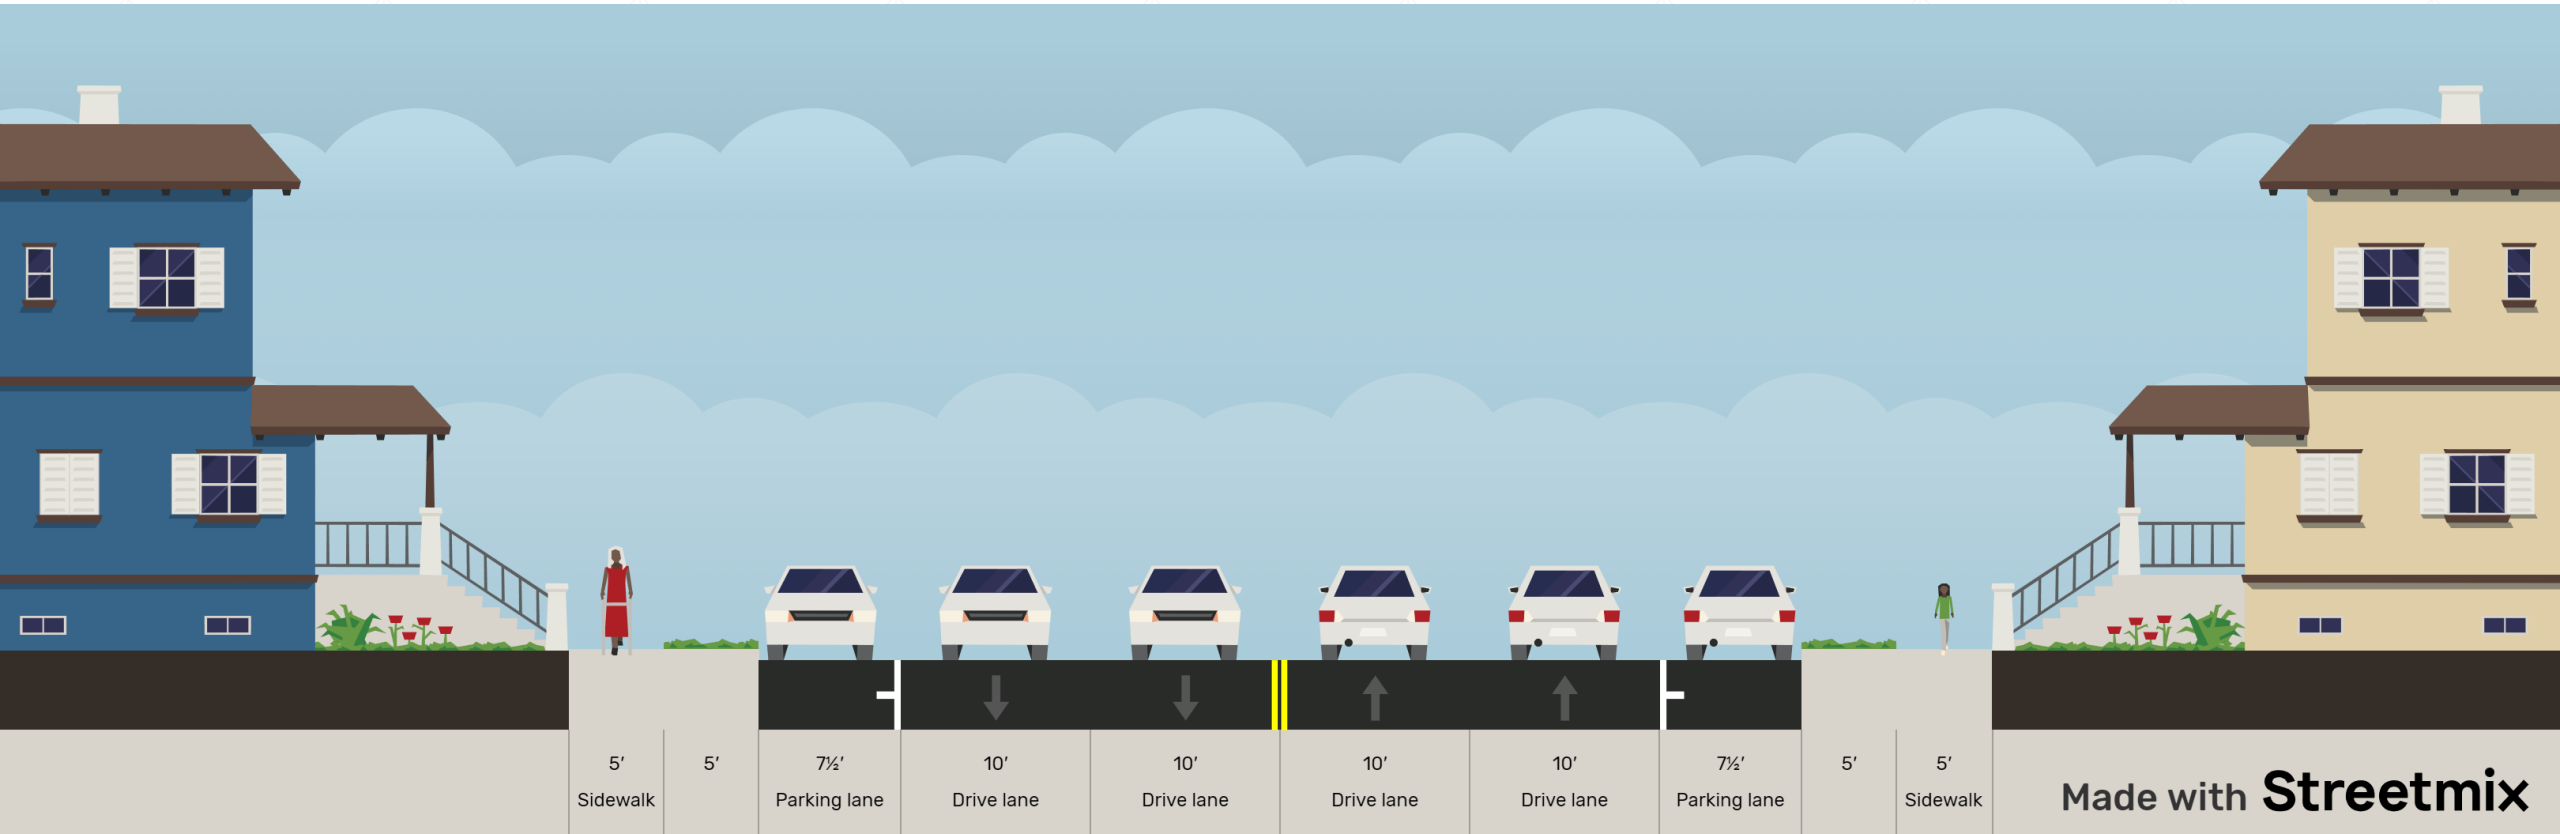 5′ 5′ 7½′ 10′ 10′ 10′ 10′ 7½′ 5′ 5′
Sidewalk Parking lane Drive lane Drive lane Drive lane Drive lane Parking lane Sidewalk
Made with Streetmix